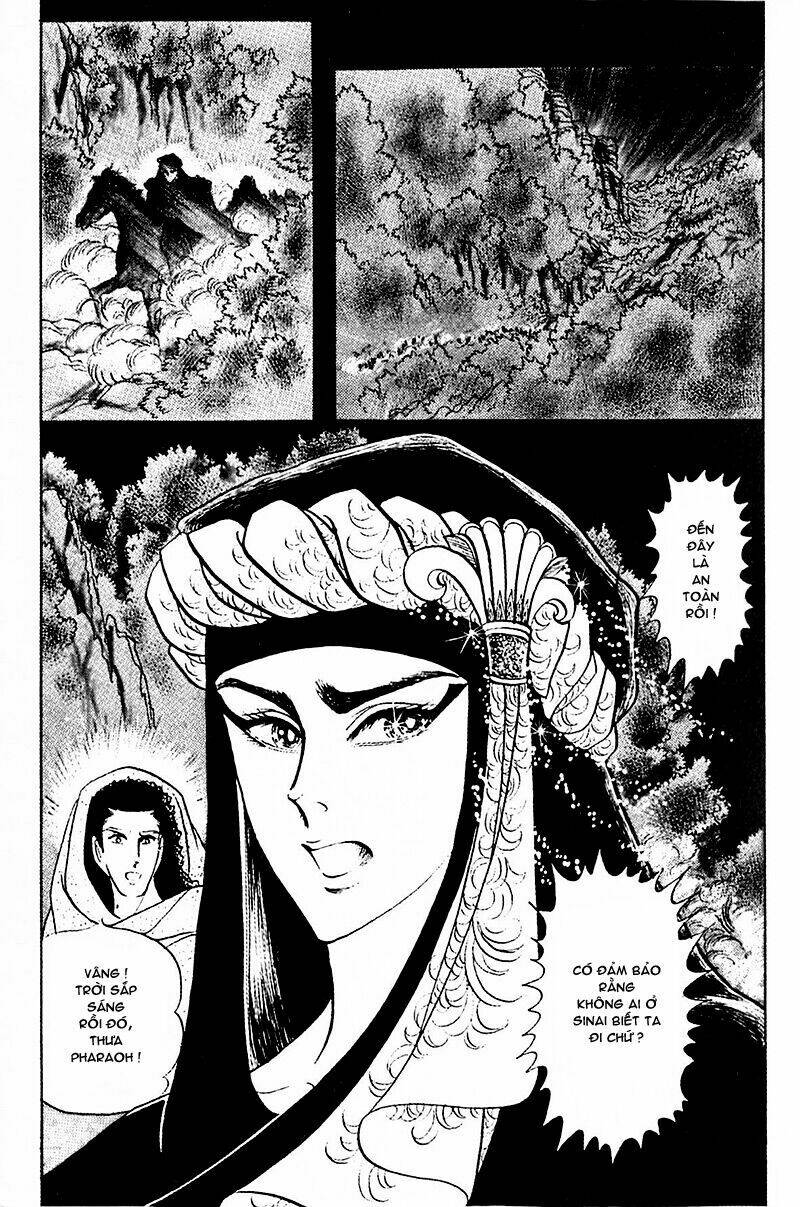 ĐẾN
ĐÂY
LÀ
AN
TOÀN
RỒI !
CÓ ĐẢM BẢO
RẰNG
KHÔNG AI Ở
SINAI BIẾT TA
ĐI CHỨ ?
VÂNG !
TRỜI SẮP
SÁNG
RỒI ĐÓ,
THƯA
PHARAOH !